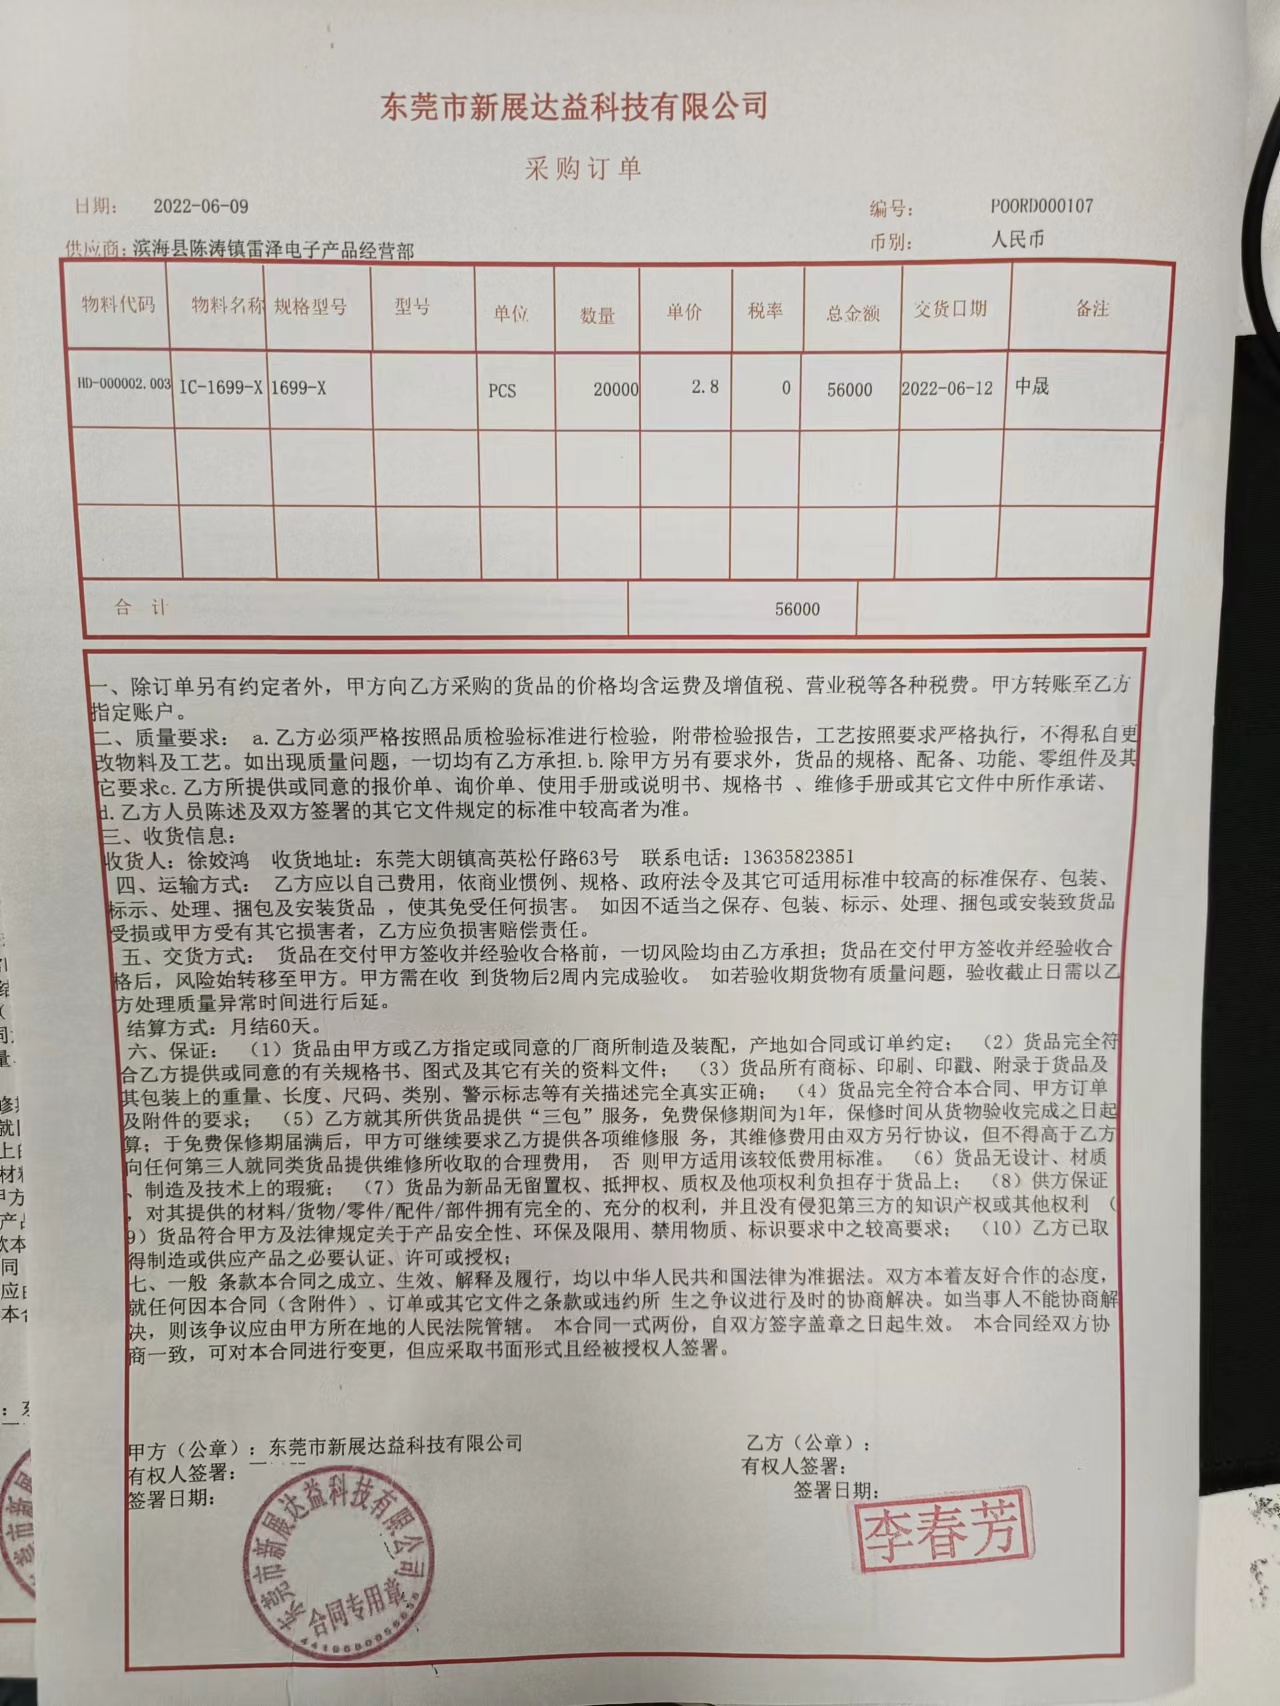 东莞市新展达益科技有限公司
采购订单
日期: 2022-06-09 编号: POORD000107
供应商: 滨海县陈涛镇雷泽电子产品经营部 币别: 人民币
物料代码 物料名称 规格型号 型号 单位 数量 单价 税率 总金额 交货日期 备注
HD-000002.003 IC-1699-X 1699-X PCS 20000 2.8 0 56000 2022-06-12 中晟
合 计 56000
一、除订单另有约定者外，甲方向乙方采购的货品的价格均含运费及增值税、营业税等各种税费。甲方转账至乙方
指定账户。
二、质量要求： a.乙方必须严格按照品质检验标准进行检验，附带检验报告，工艺按照要求严格执行，不得私自更
改物料及工艺。如出现质量问题，一切均有乙方承担.b.除甲方另有要求外，货品的规格、配备、功能、零组件及其
它要求c.乙方所提供或同意的报价单、询价单、使用手册或说明书、规格书 、维修手册或其它文件中所作承诺、
d.乙方人员陈述及双方签署的其它文件规定的标准中较高者为准。
三、收货信息：
收货人：徐姣鸿 收货地址：东莞大朗镇高英松仔路63号 联系电话：13635823851
四、运输方式： 乙方应以自己费用，依商业惯例、规格、政府法令及其它可适用标准中较高的标准保存、包装、
标示、处理、捆包及安装货品 ，使其免受任何损害。 如因不适当之保存、包装、标示、处理、捆包或安装致货品
受损或甲方受有其它损害者，乙方应负损害赔偿责任。
五、交货方式： 货品在交付甲方签收并经验收合格前，一切风险均由乙方承担；货品在交付甲方签收并经验收合
格后，风险始转移至甲方。甲方需在收 到货物后2周内完成验收。 如若验收期货物有质量问题，验收截止日需以乙
方处理质量异常时间进行后延。
结算方式：月结60天。
六、保证： （1）货品由甲方或乙方指定或同意的厂商所制造及装配，产地如合同或订单约定； （2）货品完全符
合乙方提供或同意的有关规格书、图式及其它有关的资料文件； （3）货品所有商标、印刷、印戳、附录于货品及
其包装上的重量、长度、尺码、类别、警示标志等有关描述完全真实正确； （4）货品完全符合本合同、甲方订单
及附件的要求； （5）乙方就其所供货品提供“三包”服务，免费保修期间为1年，保修时间从货物验收完成之日起
算；于免费保修期届满后，甲方可继续要求乙方提供各项维修服 务，其维修费用由双方另行协议，但不得高于乙方
向任何第三人就同类货品提供维修所收取的合理费用， 否 则甲方适用该较低费用标准。 （6）货品无设计、材质
、制造及技术上的瑕疵； （7）货品为新品无留置权、抵押权、质权及他项权利负担存于货品上； （8）供方保证
，对其提供的材料/货物/零件/配件/部件拥有完全的、充分的权利，并且没有侵犯第三方的知识产权或其他权利 （
9）货品符合甲方及法律规定关于产品安全性、环保及限用、禁用物质、标识要求中之较高要求； （10）乙方已取
得制造或供应产品之必要认证、许可或授权；
七、一般 条款本合同之成立、生效、解释及履行，均以中华人民共和国法律为准据法。双方本着友好合作的态度，
就任何因本合同（含附件）、订单或其它文件之条款或违约所 生之争议进行及时的协商解决。如当事人不能协商解
决，则该争议应由甲方所在地的人民法院管辖。 本合同一式两份，自双方签字盖章之日起生效。 本合同经双方协
商一致，可对本合同进行变更，但应采取书面形式且经被授权人签署。
甲方（公章）：东莞市新展达益科技有限公司 乙方（公章）：
有权人签署： 有权人签署：
签署日期： 签署日期：
东莞市新展达益科技有限公司
合同专用章
李春芳